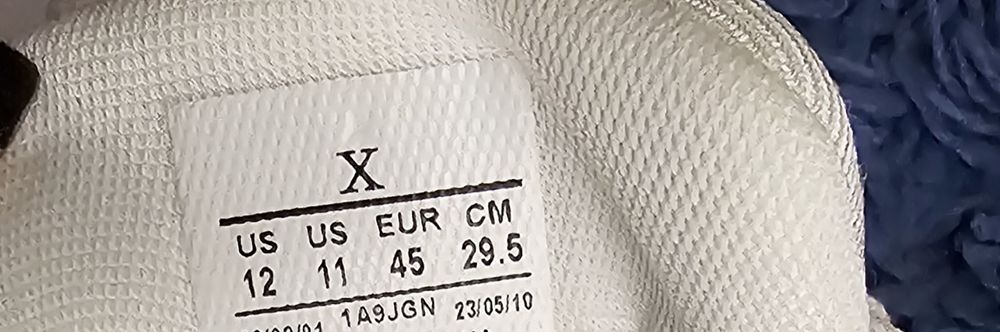 X
US US EUR CM
12 11 45 29.5
1A9JGN 23/05/10